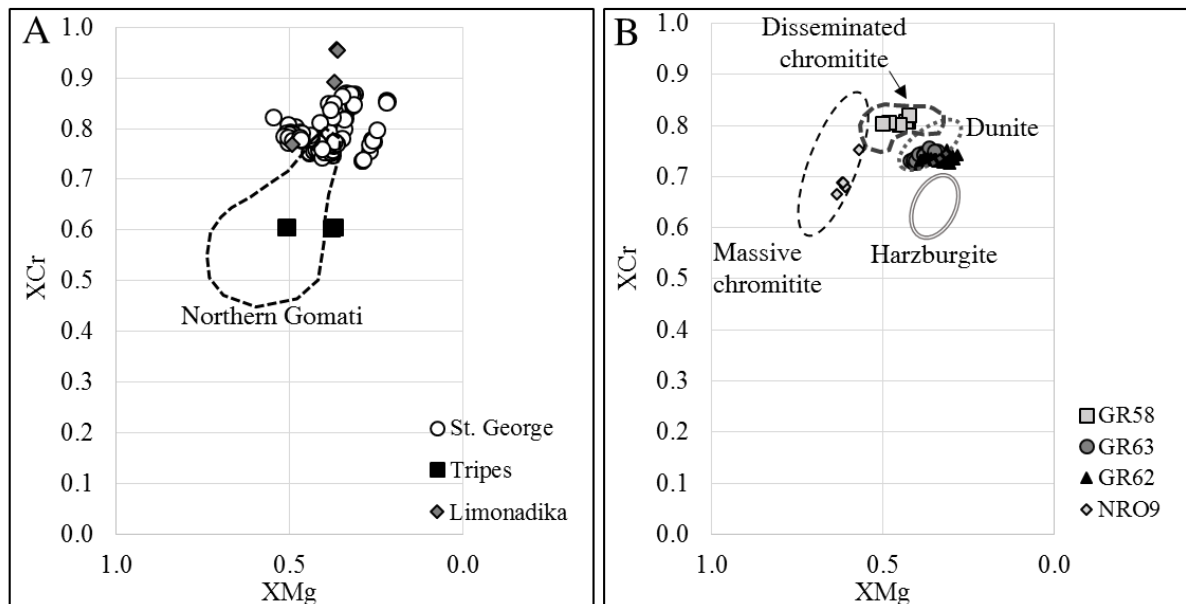 A
XCr
1.0
0.9
0.8
0.7
0.6
0.5
0.4
0.3
0.2
0.1
0.0
1.0
0.5
0.0
XMg
Northern Gomati
St. George
Tripes
Limonadika
B
XCr
1.0
0.9
0.8
0.7
0.6
0.5
0.4
0.3
0.2
0.1
0.0
1.0
0.5
0.0
XMg
Disseminated
chromitite
Dunite
Massive
chromitite
Harzburgite
GR58
GR63
GR62
NRO9